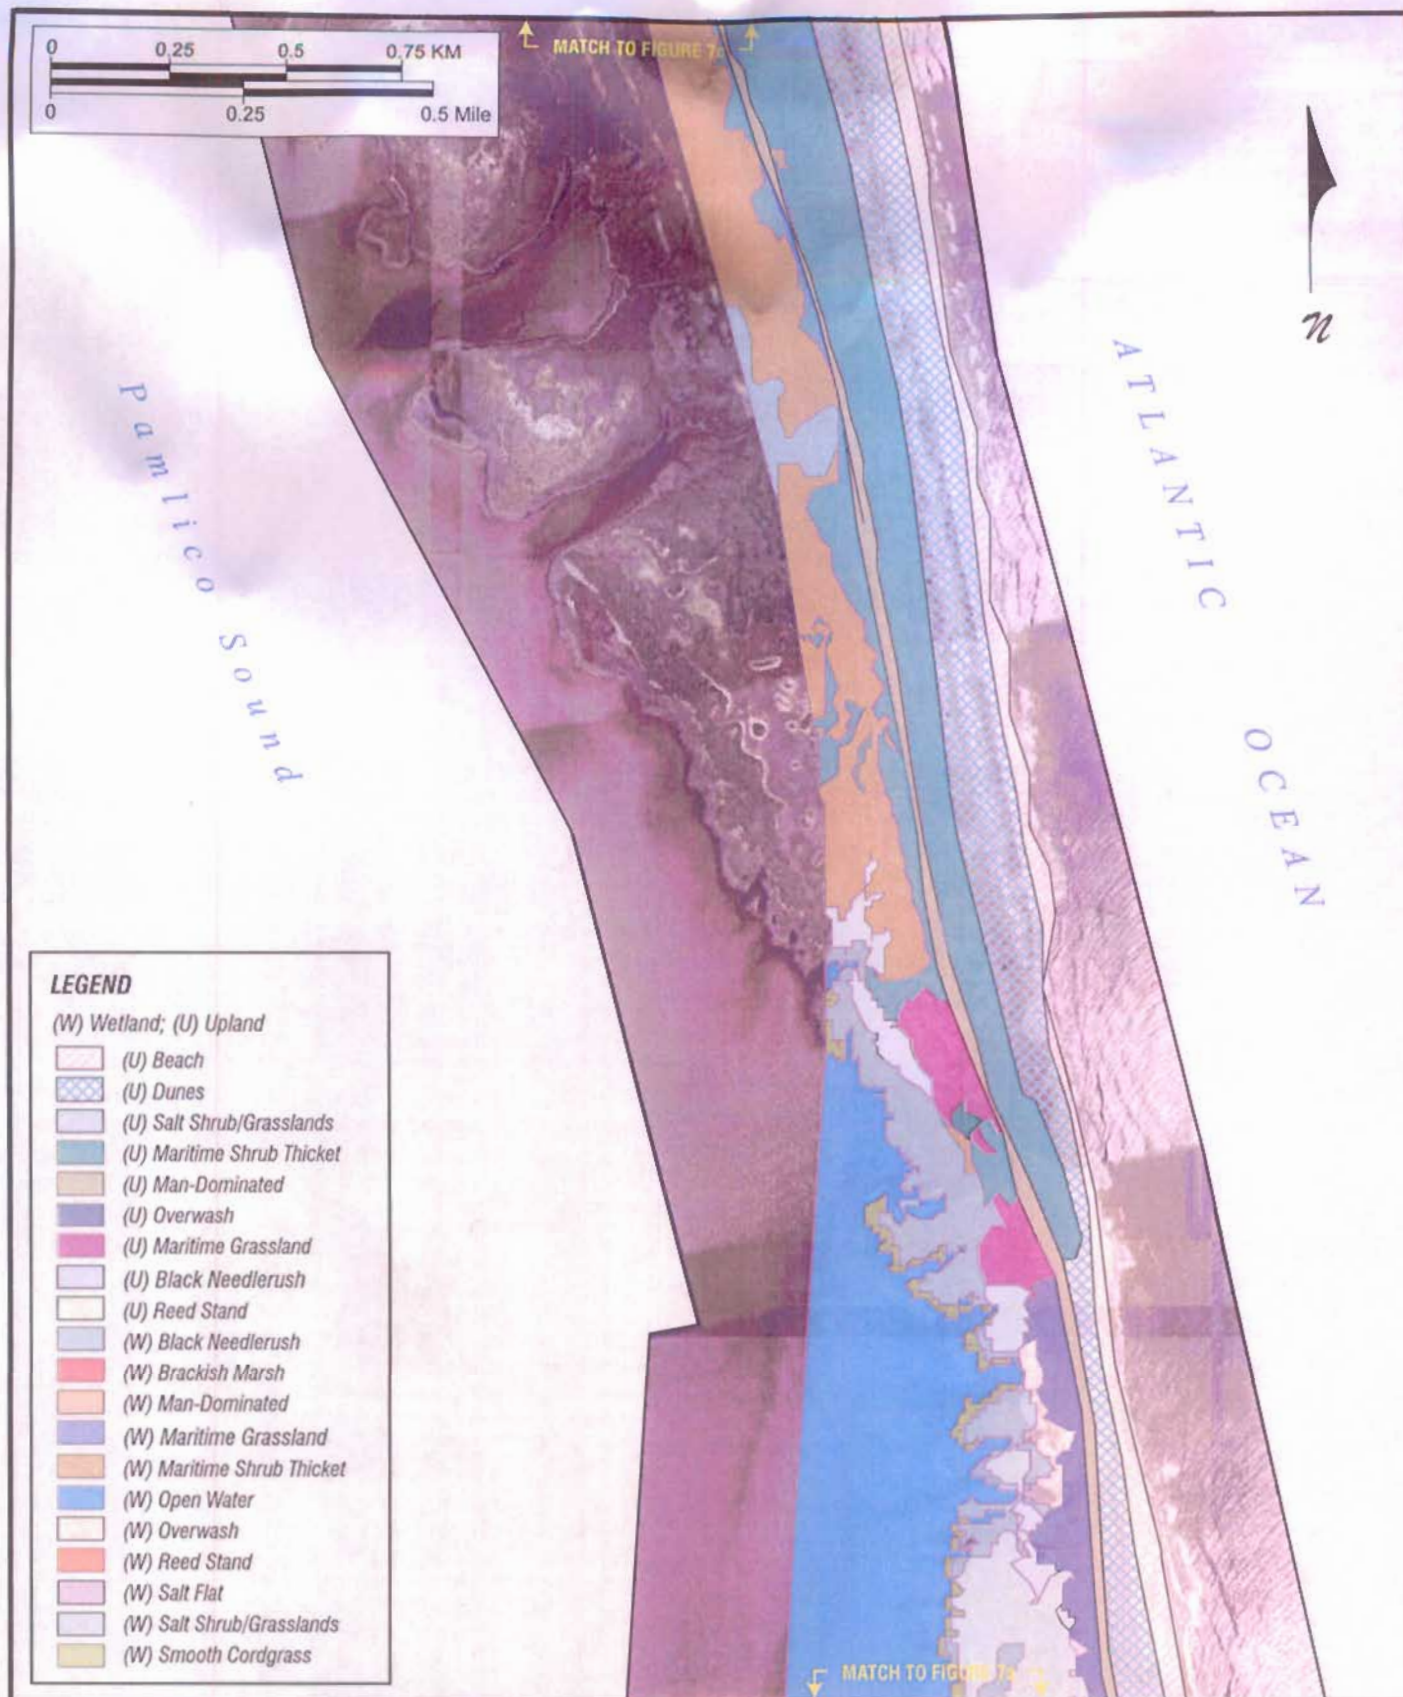 0 0.25 0.5 0.75 KM
0 0.25 0.5 Mile
MATCH TO FIGURE
N
Pamlico Sound
ATLANTIC
OCEAN
LEGEND
(W) Wetland; (U) Upland
(U) Beach
(U) Dunes
(U) Salt Shrub/Grasslands
(U) Maritime Shrub Thicket
(U) Man-Dominated
(U) Overwash
(U) Maritime Grassland
(U) Black Needlerush
(U) Reed Stand
(W) Black Needlerush
(W) Brackish Marsh
(W) Man-Dominated
(W) Maritime Grassland
(W) Maritime Shrub Thicket
(W) Open Water
(W) Overwash
(W) Reed Stand
(W) Salt Flat
(W) Salt Shrub/Grasslands
(W) Smooth Cordgrass
MATCH TO FIGURE